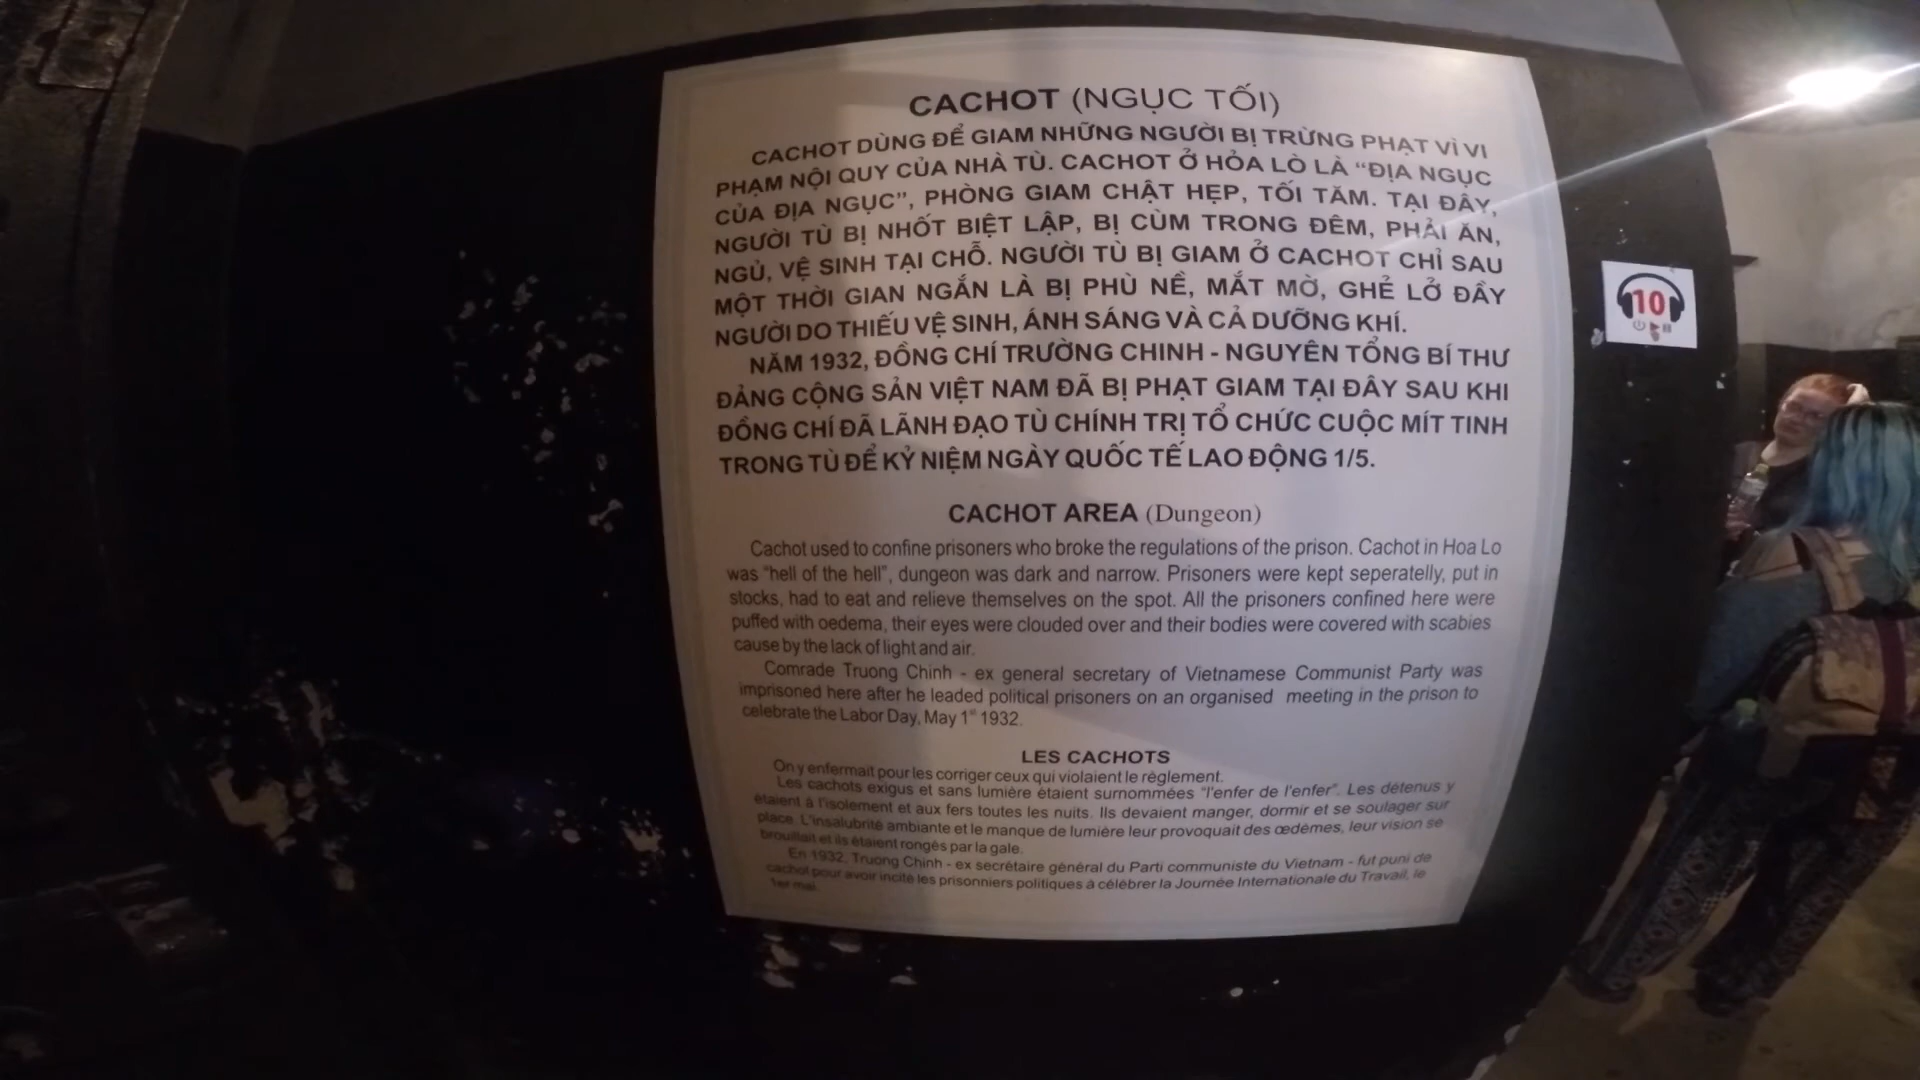 CACHOT (NGỤC TỐI)
CACHOT DÙNG ĐỂ GIAM NHỮNG NGƯỜI BỊ TRỪNG PHẠT VÌ VI
PHẠM NỘI QUY CỦA NHÀ TÙ. CACHOT Ở HỎA LÒ LÀ “ĐỊA NGỤC
CỦA ĐỊA NGỤC”, PHÒNG GIAM CHẬT HẸP, TỐI TĂM. TẠI ĐÂY,
NGƯỜI TÙ BỊ NHỐT BIỆT LẬP, BỊ CÙM TRONG ĐÊM, PHẢI ĂN,
NGỦ, VỆ SINH TẠI CHỖ. NGƯỜI TÙ BỊ GIAM Ở CACHOT CHỈ SAU
MỘT THỜI GIAN NGẮN LÀ BỊ PHÙ NỀ, MẮT MỜ, GHẺ LỞ ĐẦY
NGƯỜI DO THIẾU VỆ SINH, ÁNH SÁNG VÀ CẢ DƯỠNG KHÍ.
NĂM 1932, ĐỒNG CHÍ TRƯỜNG CHINH - NGUYÊN TỔNG BÍ THƯ
ĐẢNG CỘNG SẢN VIỆT NAM ĐÃ BỊ PHẠT GIAM TẠI ĐÂY SAU KHI
ĐỒNG CHÍ ĐÃ LÃNH ĐẠO TÙ CHÍNH TRỊ TỔ CHỨC CUỘC MÍT TINH
TRONG TÙ ĐỂ KỶ NIỆM NGÀY QUỐC TẾ LAO ĐỘNG 1/5.
CACHOT AREA (Dungeon)
Cachot used to confine prisoners who broke the regulations of the prison. Cachot in Hoa Lo
was “hell of the hell”, dungeon was dark and narrow. Prisoners were kept seperatelly, put in
stocks, had to eat and relieve themselves on the spot. All the prisoners confined here were
puffed with oedema, their eyes were clouded over and their bodies were covered with scabies
cause by the lack of light and air.
Comrade Truong Chinh - ex general secretary of Vietnamese Communist Party was
imprisoned here after he leaded political prisoners on an organised meeting in the prison to
celebrate the Labor Day, May 1st 1932.
LES CACHOTS
On y enfermait pour les corriger ceux qui violaient le règlement.
Les cachots exigus et sans lumière étaient surnommées “l'enfer de l'enfer”. Les détenus y
étaient à l'isolement et aux fers toutes les nuits. Ils devaient manger, dormir et se soulager sur
place. L'insalubrité ambiante et le manque de lumière leur provoquait des œdèmes, leur vision se
brouillait et ils étaient rongés par la gale.
En 1932, Truong Chinh - ex secrétaire général du Parti communiste du Vietnam - fut puni de
cachot pour avoir incité les prisonniers politiques à célébrer la Journée Internationale du Travail, le
1er mai.
10